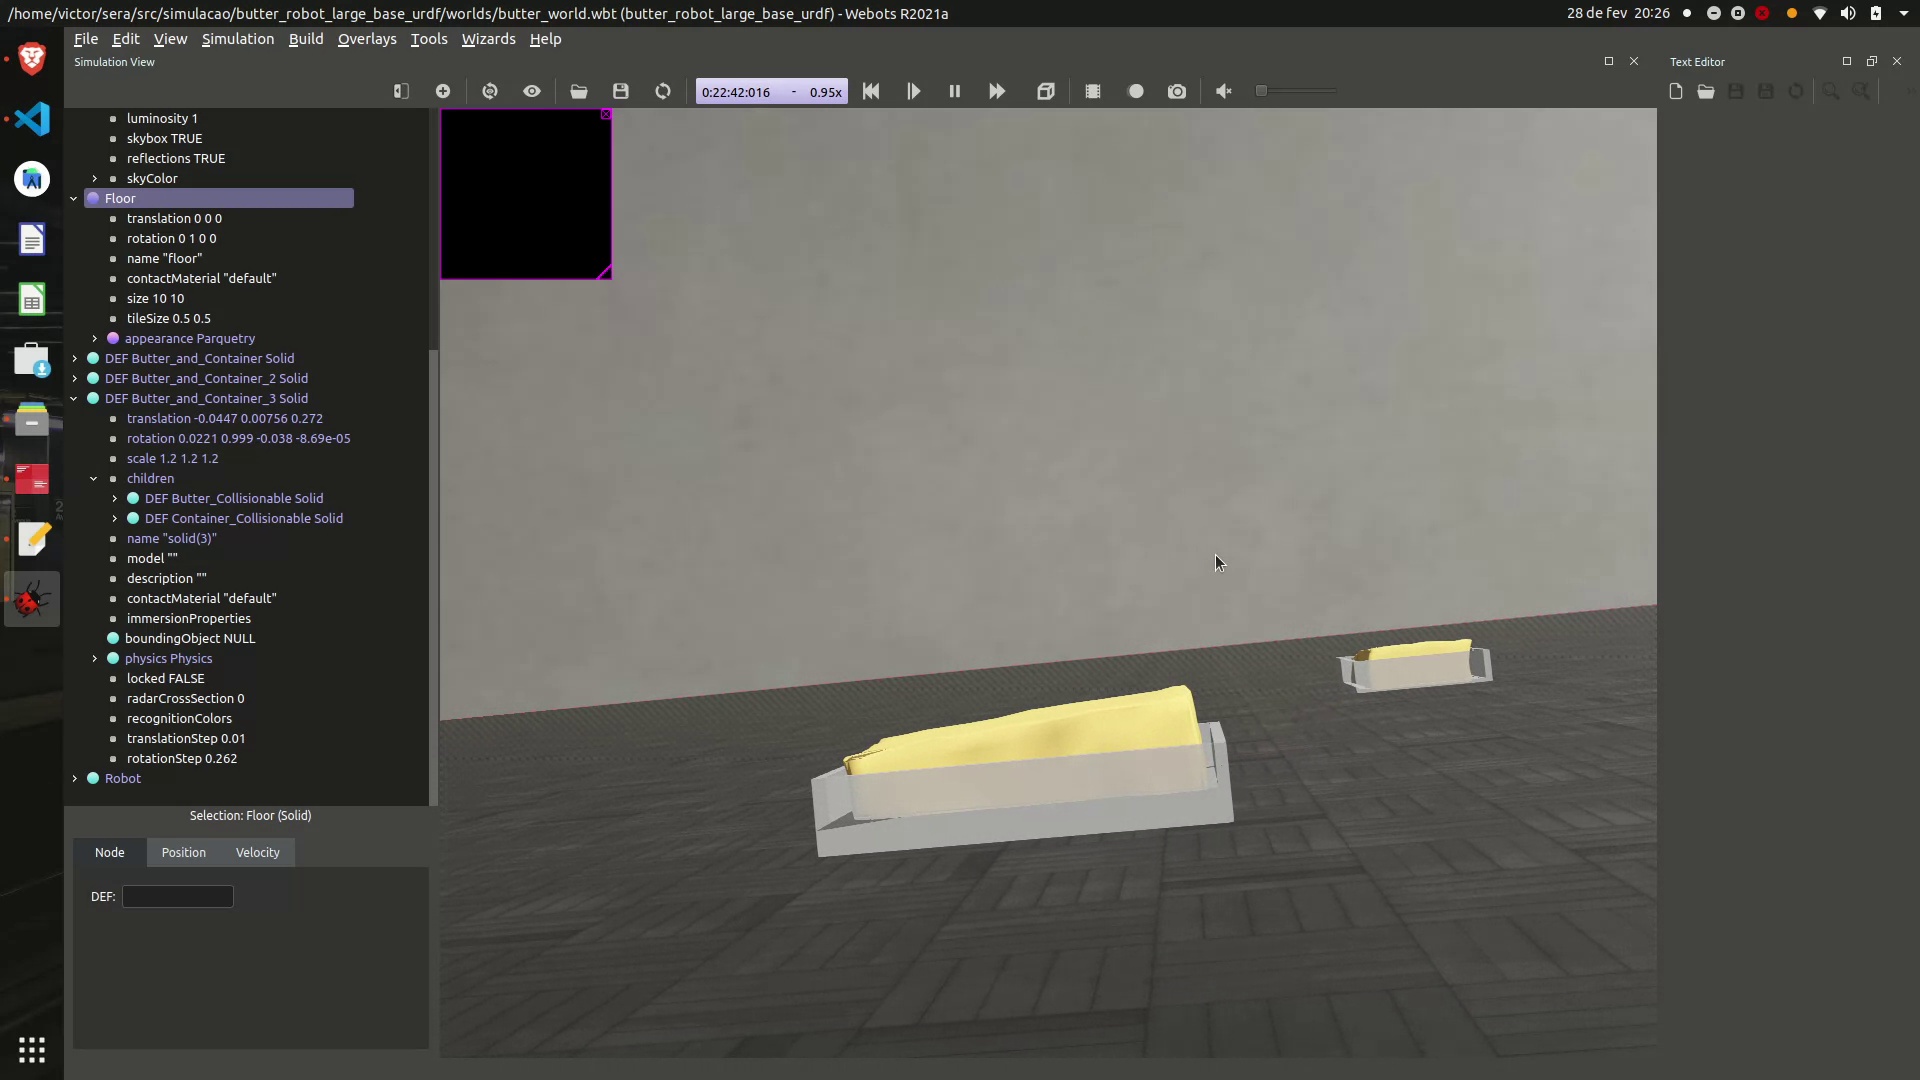 /home/victor/sera/src/simulacao/butter_robot_large_base_urdf/worlds/butter_world.wbt (butter_robot_large_base_urdf) - Webots R2021a
28 de fev 20:26
File Edit View Simulation Build Overlays Tools Wizards Help
Simulation View
Text Editor
0:22:42:016 - 0.95x
luminosity 1
skybox TRUE
reflections TRUE
skyColor
Floor
translation 0 0 0
rotation 0 1 0 0
name "floor"
contactMaterial "default"
size 10 10
tileSize 0.5 0.5
appearance Parquetry
DEF Butter_and_Container Solid
DEF Butter_and_Container_2 Solid
DEF Butter_and_Container_3 Solid
translation -0.0447 0.00756 0.272
rotation 0.0221 0.999 -0.038 -8.69e-05
scale 1.2 1.2 1.2
children
DEF Butter_Collisionable Solid
DEF Container_Collisionable Solid
name "solid(3)"
model ""
description ""
contactMaterial "default"
immersionProperties
boundingObject NULL
physics Physics
locked FALSE
radarCrossSection 0
recognitionColors
translationStep 0.01
rotationStep 0.262
Robot
Selection: Floor (Solid)
Node Position Velocity
DEF: